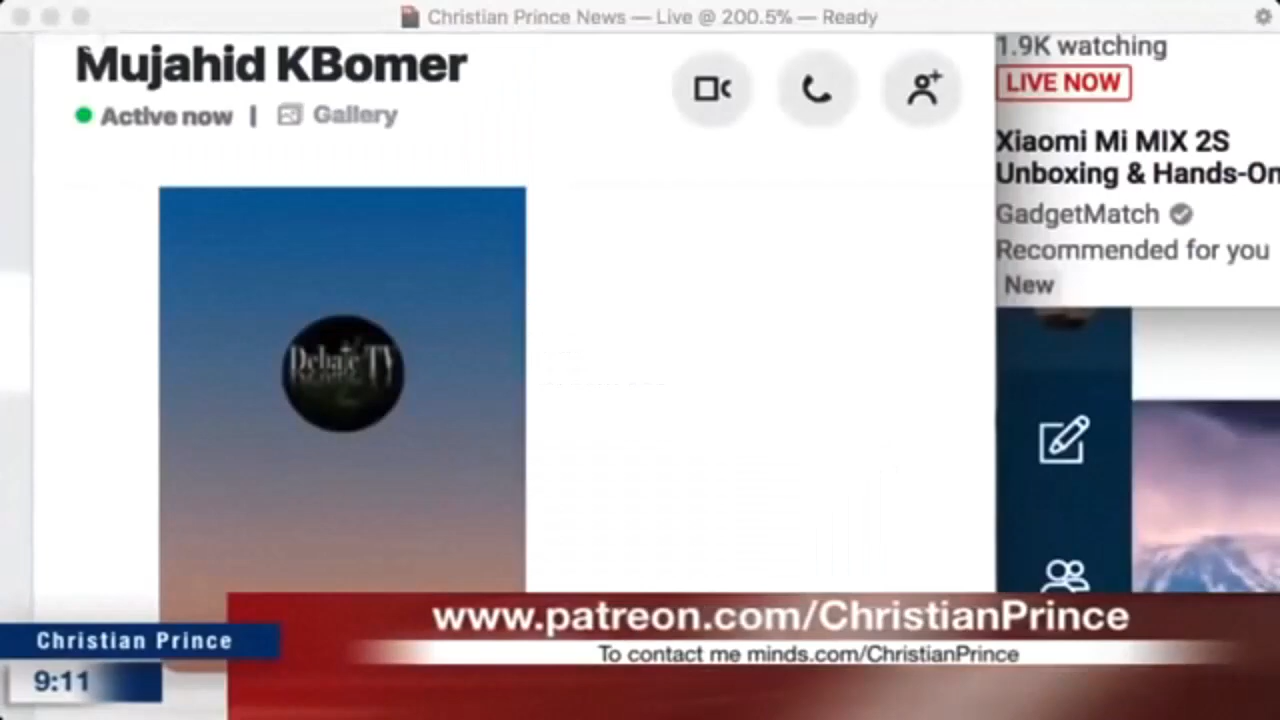 Christian Prince News — Live @ 200.5% — Ready
Mujahid KBomer
Active now | Gallery
Debate TV
1.9K watching
LIVE NOW
Xiaomi Mi MIX 2S
Unboxing & Hands-On
GadgetMatch
Recommended for you
New
www.patreon.com/ChristianPrince
To contact me minds.com/ChristianPrince
Christian Prince
9:11